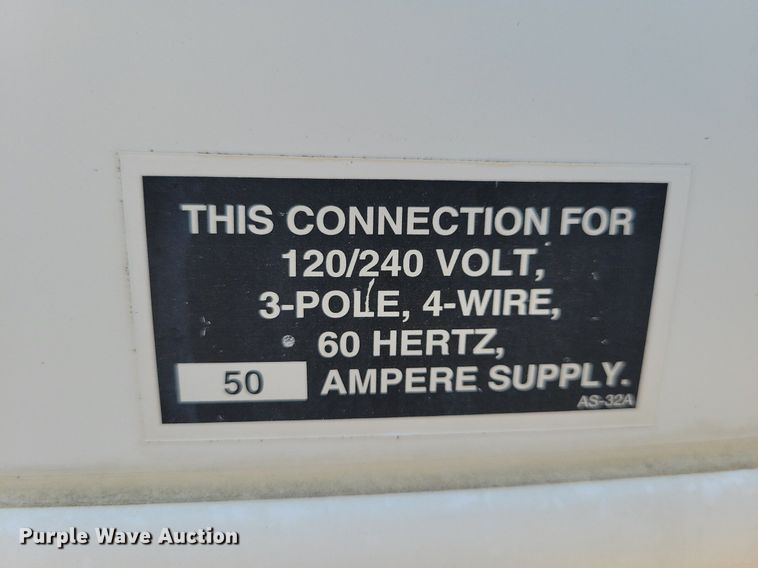 THIS CONNECTION FOR
120/240 VOLT,
3-POLE, 4-WIRE,
60 HERTZ,
50 AMPERE SUPPLY.
AS-32A
Purple Wave Auction